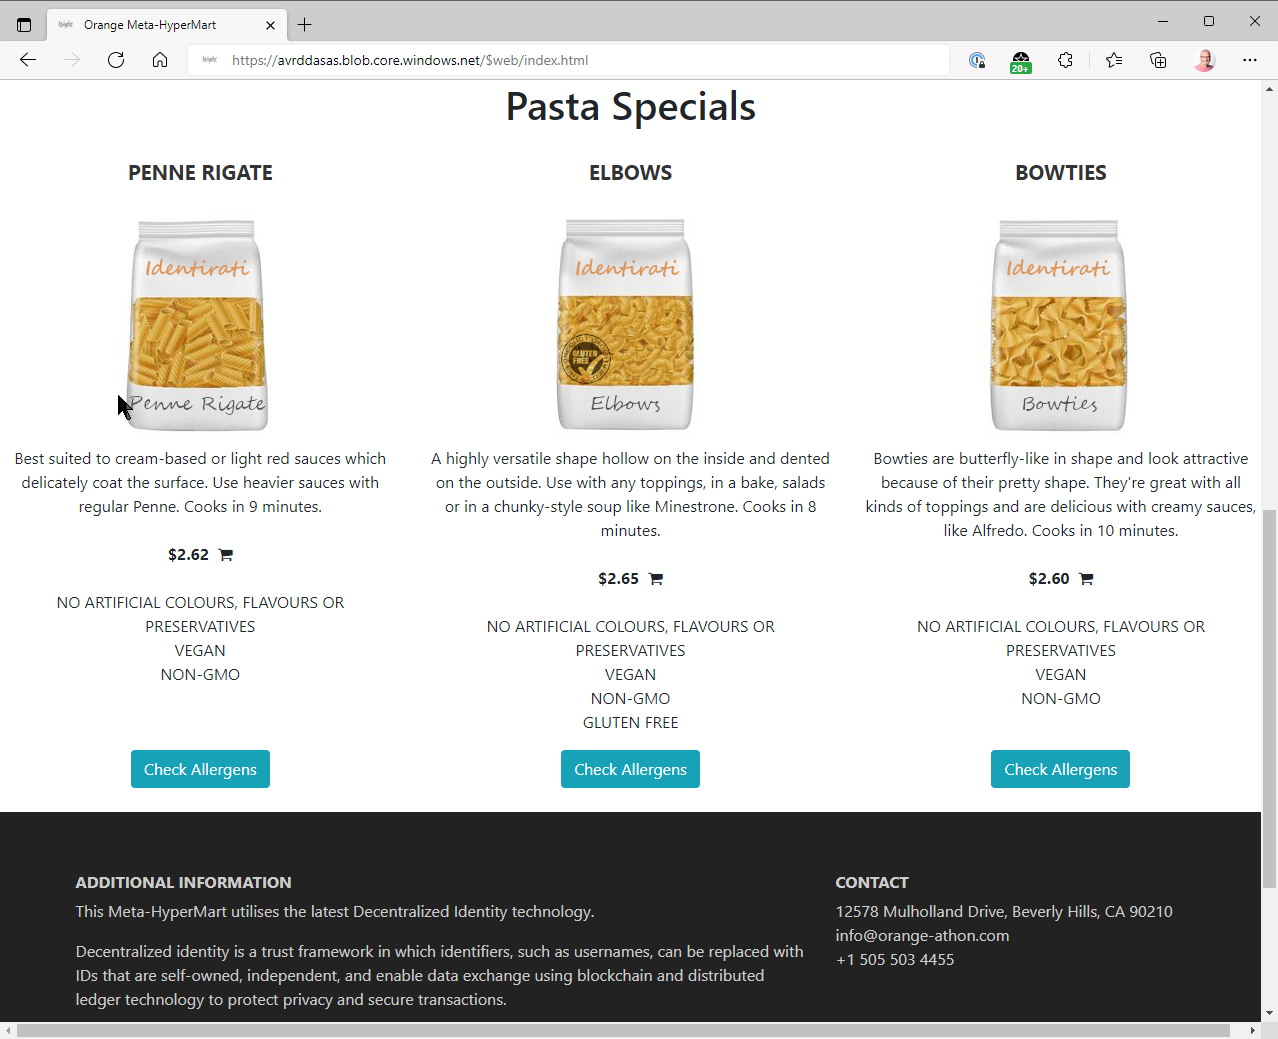 Orange Meta-HyperMart
https://avrddasas.blob.core.windows.net/$web/index.html
20+
Pasta Specials
PENNE RIGATE
ELBOWS
BOWTIES
Identirati
Penne Rigate
Identirati
GLUTEN
FREE
Elbows
Identirati
Bowties
Best suited to cream-based or light red sauces which
delicately coat the surface. Use heavier sauces with
regular Penne. Cooks in 9 minutes.
$2.62
NO ARTIFICIAL COLOURS, FLAVOURS OR
PRESERVATIVES
VEGAN
NON-GMO
Check Allergens
A highly versatile shape hollow on the inside and dented
on the outside. Use with any toppings, in a bake, salads
or in a chunky-style soup like Minestrone. Cooks in 8
minutes.
$2.65
NO ARTIFICIAL COLOURS, FLAVOURS OR
PRESERVATIVES
VEGAN
NON-GMO
GLUTEN FREE
Check Allergens
Bowties are butterfly-like in shape and look attractive
because of their pretty shape. They're great with all
kinds of toppings and are delicious with creamy sauces,
like Alfredo. Cooks in 10 minutes.
$2.60
NO ARTIFICIAL COLOURS, FLAVOURS OR
PRESERVATIVES
VEGAN
NON-GMO
Check Allergens
ADDITIONAL INFORMATION
This Meta-HyperMart utilises the latest Decentralized Identity technology.
Decentralized identity is a trust framework in which identifiers, such as usernames, can be replaced with
IDs that are self-owned, independent, and enable data exchange using blockchain and distributed
ledger technology to protect privacy and secure transactions.
CONTACT
12578 Mulholland Drive, Beverly Hills, CA 90210
info@orange-athon.com
+1 505 503 4455